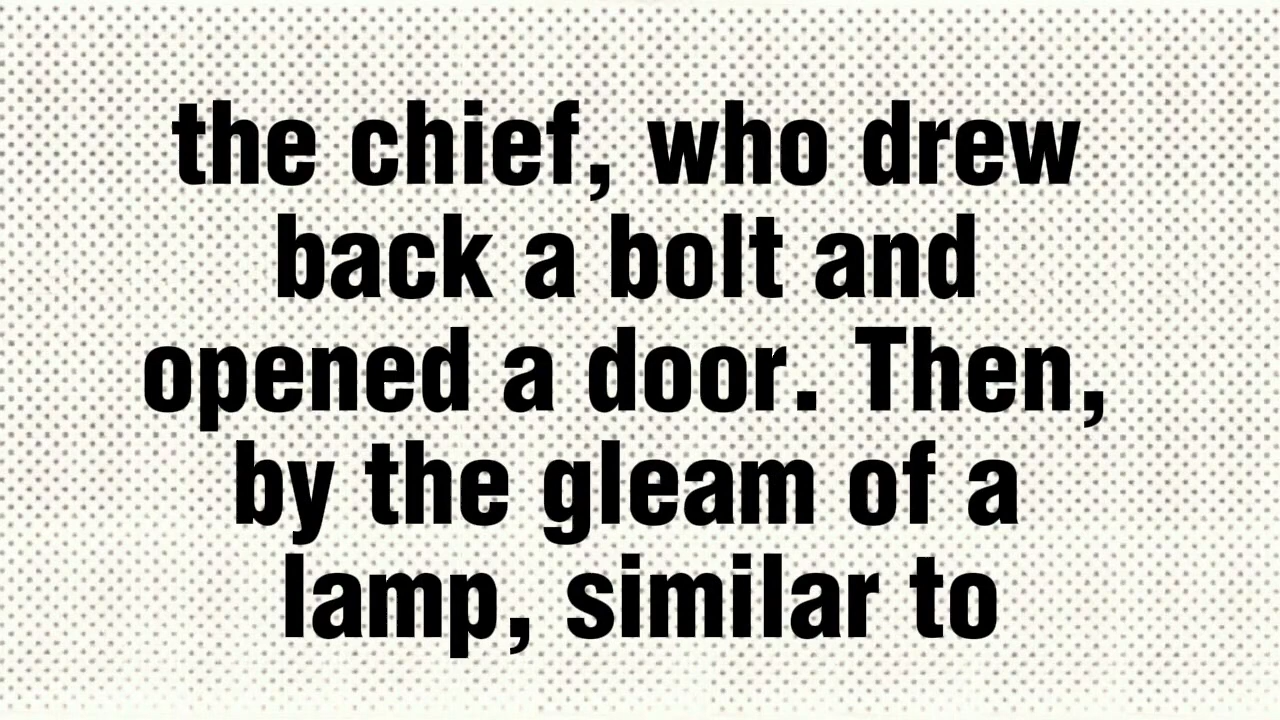 the chief, who drew
back a bolt and
opened a door. Then,
by the gleam of a
lamp, similar to